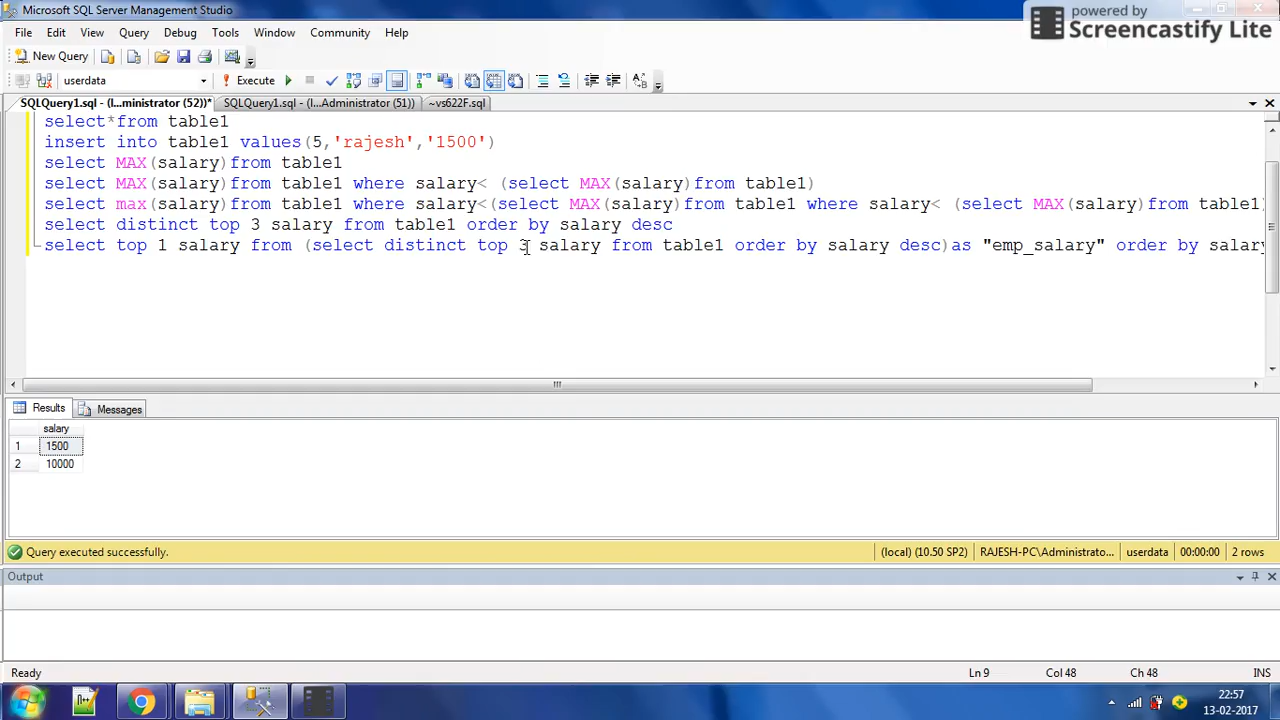 Microsoft SQL Server Management Studio
powered by
Screencastify Lite
File Edit View Query Debug Tools Window Community Help
New Query
userdata Execute
SQLQuery1.sql - (l...ministrator (52))* SQLQuery1.sql - (l...Administrator (51)) ~vs622F.sql
select*from table1
insert into table1 values(5,'rajesh','1500')
select MAX(salary)from table1
select MAX(salary)from table1 where salary< (select MAX(salary)from table1)
select max(salary)from table1 where salary<(select MAX(salary)from table1 where salary< (select MAX(salary)from table1)
select distinct top 3 salary from table1 order by salary desc
select top 1 salary from (select distinct top 3 salary from table1 order by salary desc)as "emp_salary" order by salary
Results Messages
salary
1 1500
2 10000
Query executed successfully. (local) (10.50 SP2) RAJESH-PC\Administrato... userdata 00:00:00 2 rows
Output
Ready Ln 9 Col 48 Ch 48 INS
22:57
13-02-2017